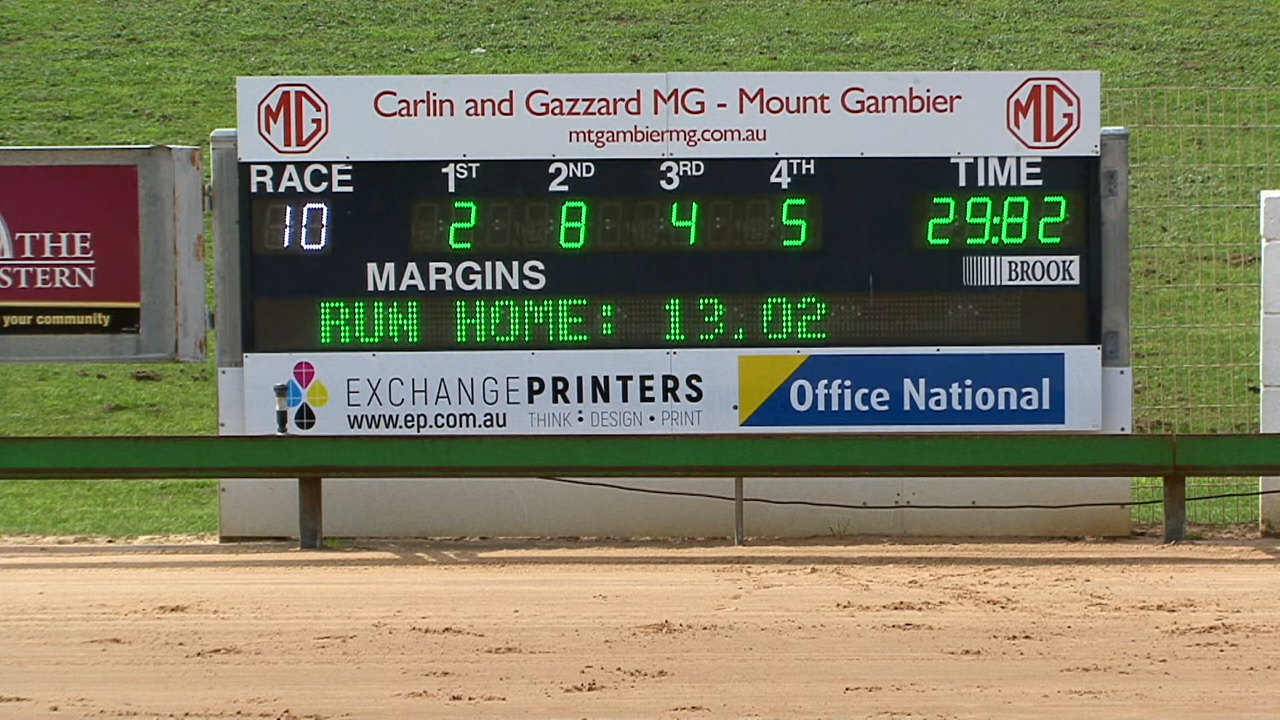 MG Carlin and Gazzard MG - Mount Gambier MG
mtgambiermg.com.au
RACE 1ST 2ND 3RD 4TH TIME
10 2 8 4 5 29:82
MARGINS BROOK
RUN HOME: 13.02
EXCHANGEPRINTERS
www.ep.com.au THINK : DESIGN • PRINT
Office National
THE
STERN
your community